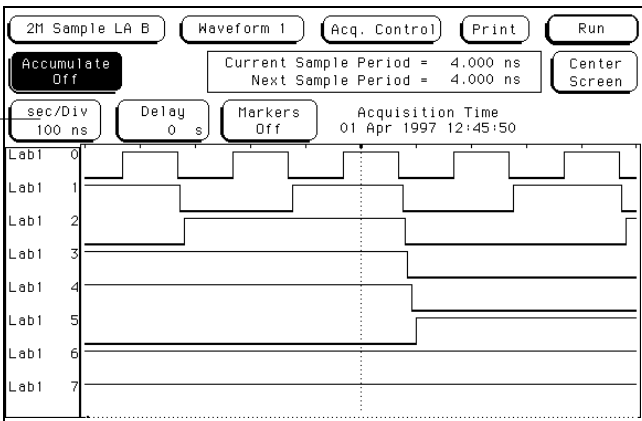 2M Sample LA B
Waveform 1
Acq. Control
Print
Run
Accumulate
Off
Current Sample Period = 4.000 ns
Next Sample Period = 4.000 ns
Center
Screen
sec/Div
100 ns
Delay
0 s
Markers
Off
Acquisition Time
01 Apr 1997 12:45:50
Lab1 0
Lab1 1
Lab1 2
Lab1 3
Lab1 4
Lab1 5
Lab1 6
Lab1 7